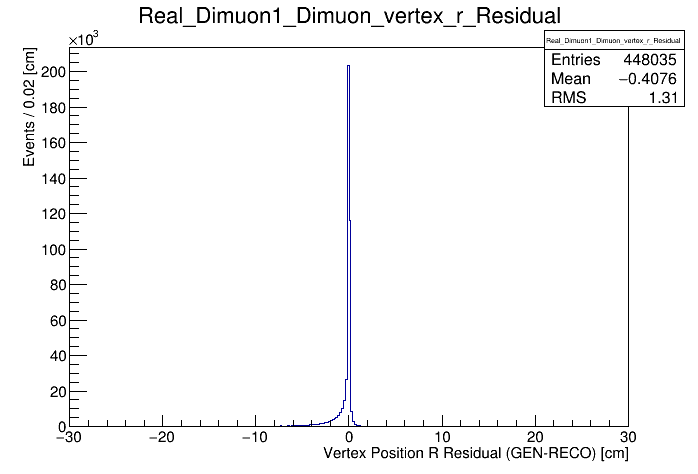 Real_Dimuon1_Dimuon_vertex_r_Residual
×10³
Real_Dimuon1_Dimuon_vertex_r_Residual
Entries 448035
Mean −0.4076
RMS 1.31
Events / 0.02 [cm]
200
180
160
140
120
100
80
60
40
20
0
−30 −20 −10 0 10 20 30
Vertex Position R Residual (GEN-RECO) [cm]